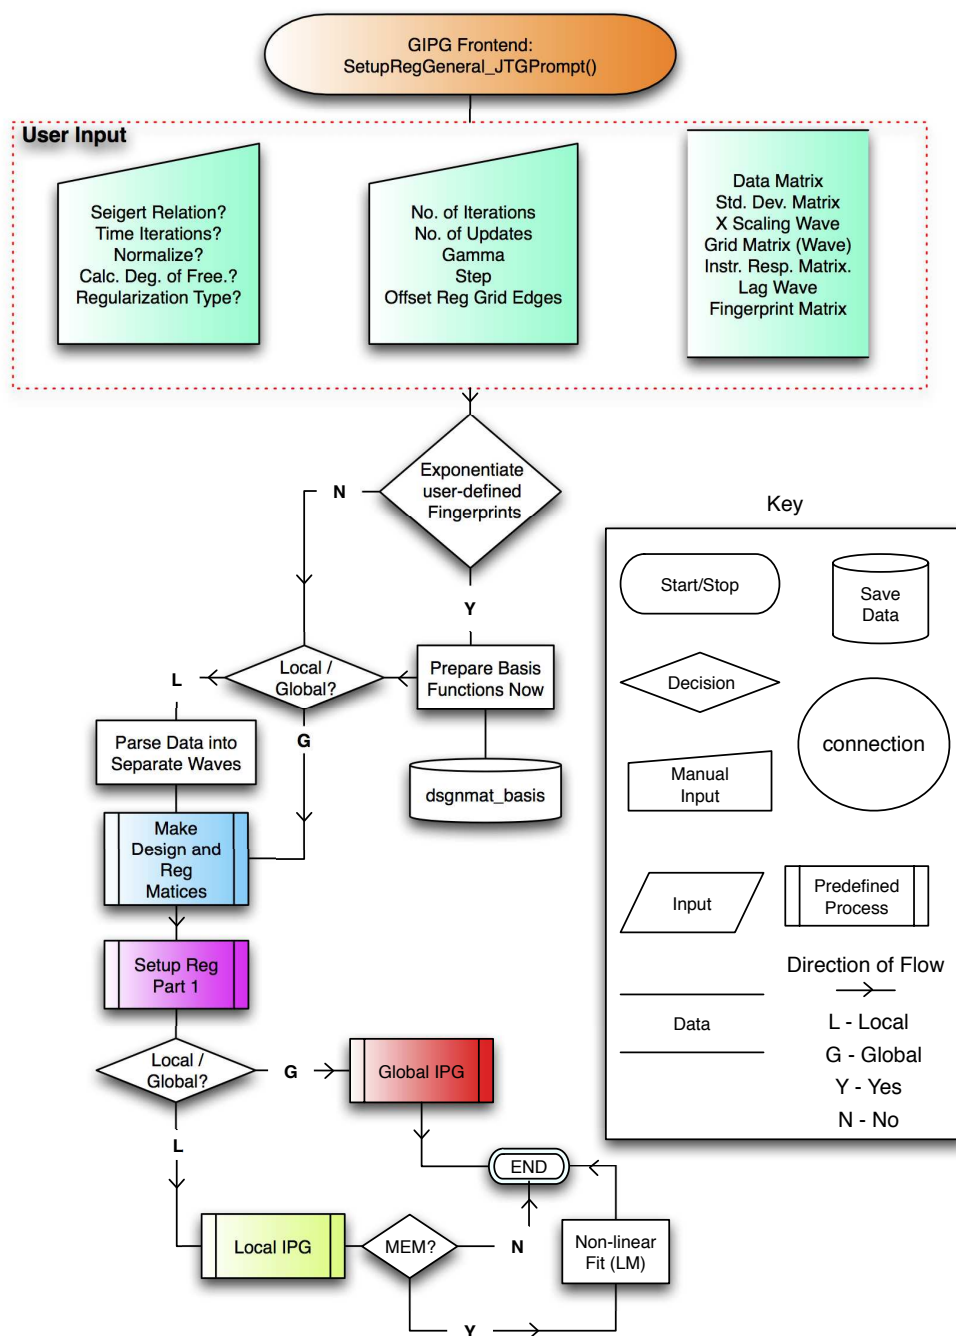 GIPG Frontend:
SetupRegGeneral_JTGPrompt()
User Input
Seigert Relation?
Time Iterations?
Normalize?
Calc. Deg. of Free.?
Regularization Type?
No. of Iterations
No. of Updates
Gamma
Step
Offset Reg Grid Edges
Data Matrix
Std. Dev. Matrix
X Scaling Wave
Grid Matrix (Wave)
Instr. Resp. Matrix.
Lag Wave
Fingerprint Matrix
Exponentiate
user-defined
Fingerprints
N
Y
Local /
Global?
L
G
Prepare Basis
Functions Now
dsgnmat_basis
Parse Data into
Separate Waves
Make
Design and
Reg
Matices
Setup Reg
Part 1
Local /
Global?
G
Global IPG
L
END
Local IPG
MEM?
N
Non-linear
Fit (LM)
Y
Key
Start/Stop
Save
Data
Decision
connection
Manual
Input
Input
Predefined
Process
Data
Direction of Flow
L - Local
G - Global
Y - Yes
N - No